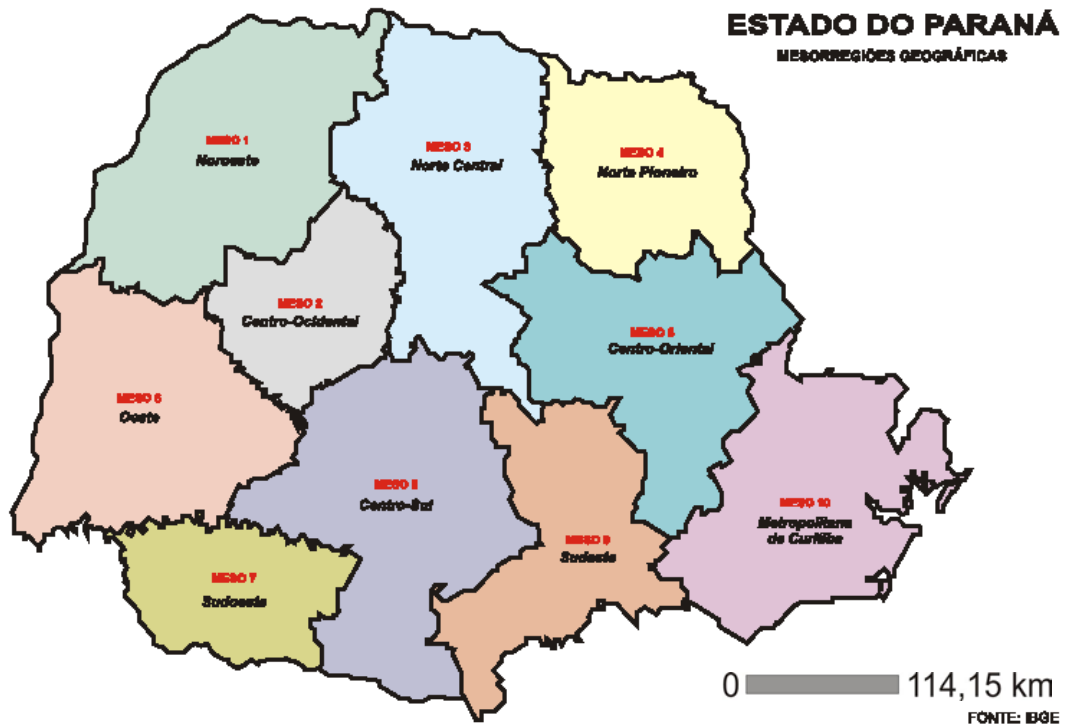 ESTADO DO PARANÁ
MESORREGIÕES GEOGRÁFICAS
MESO 1
Noroeste
MESO 3
Norte Central
MESO 4
Norte Pioneiro
MESO 2
Centro-Ocidental
MESO 5
Centro-Oriental
MESO 6
Oeste
MESO 8
Centro-Sul
MESO 10
Metropolitana
de Curitiba
MESO 9
Sudeste
MESO 7
Sudoeste
0 114,15 km
FONTE: IBGE